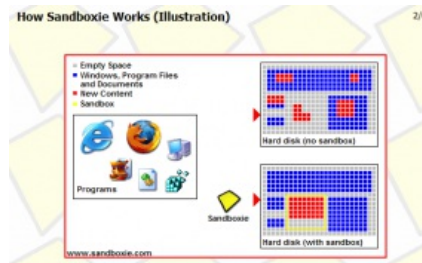 How Sandboxie Works (Illustration)
Empty Space
Windows, Program Files
and Documents
New Content
Sandbox
Programs
Hard disk (no sandbox)
Sandboxie
Hard disk (with sandbox)
www.sandboxie.com